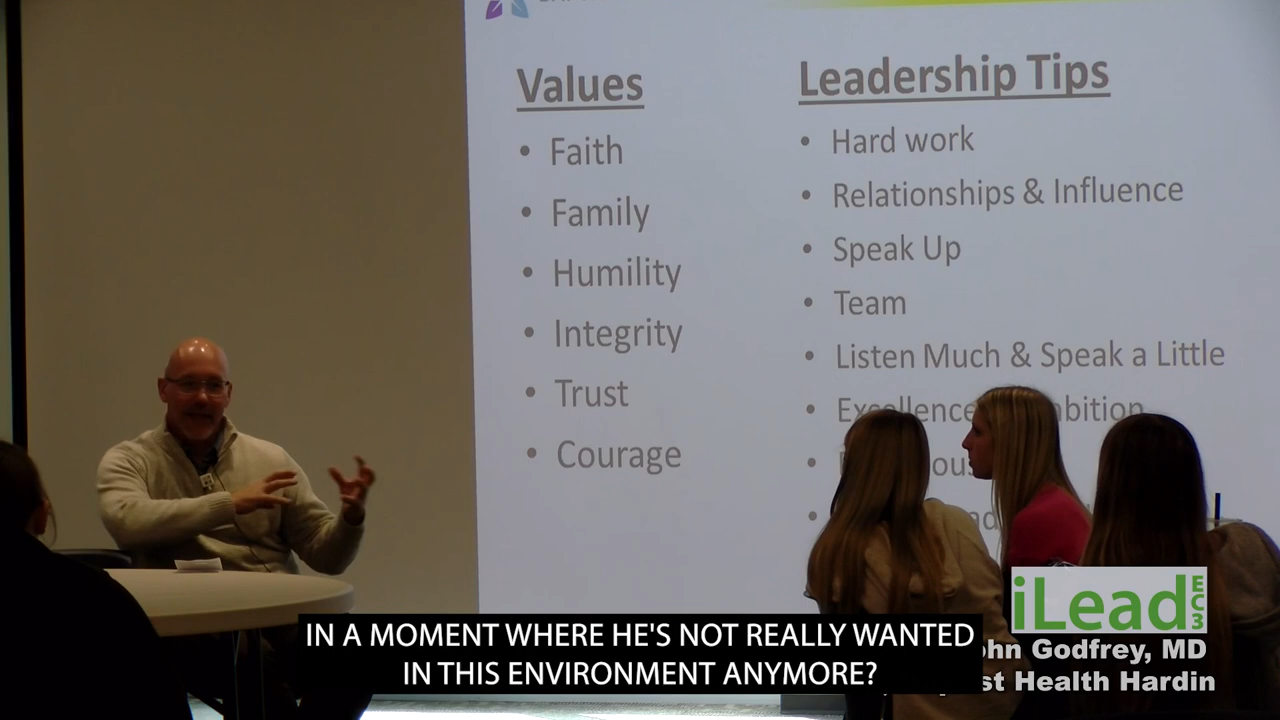 Values
Faith
Family
Humility
Integrity
Trust
Courage
Leadership Tips
Hard work
Relationships & Influence
Speak Up
Team
Listen Much & Speak a Little
Excellence
iLead EC3
Godfrey, MD
Health Hardin
IN A MOMENT WHERE HE'S NOT REALLY WANTED
IN THIS ENVIRONMENT ANYMORE?